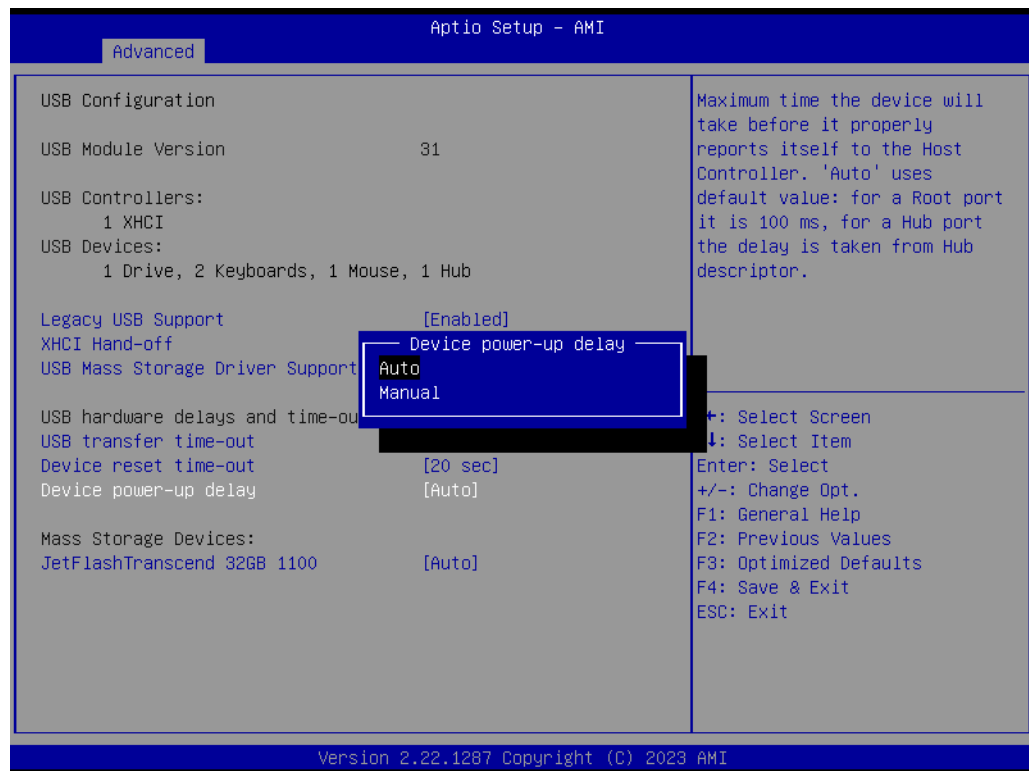 Aptio Setup – AMI
Advanced
USB Configuration
USB Module Version 31
USB Controllers:
1 XHCI
USB Devices:
1 Drive, 2 Keyboards, 1 Mouse, 1 Hub
Legacy USB Support [Enabled]
XHCI Hand-off
USB Mass Storage Driver Support
USB hardware delays and time-ou
USB transfer time-out
Device reset time-out [20 sec]
Device power-up delay [Auto]
Mass Storage Devices:
JetFlashTranscend 32GB 1100 [Auto]
Device power-up delay
Auto
Manual
Maximum time the device will
take before it properly
reports itself to the Host
Controller. 'Auto' uses
default value: for a Root port
it is 100 ms, for a Hub port
the delay is taken from Hub
descriptor.
: Select Screen
: Select Item
Enter: Select
+/-: Change Opt.
F1: General Help
F2: Previous Values
F3: Optimized Defaults
F4: Save & Exit
ESC: Exit
Version 2.22.1287 Copyright (C) 2023 AMI